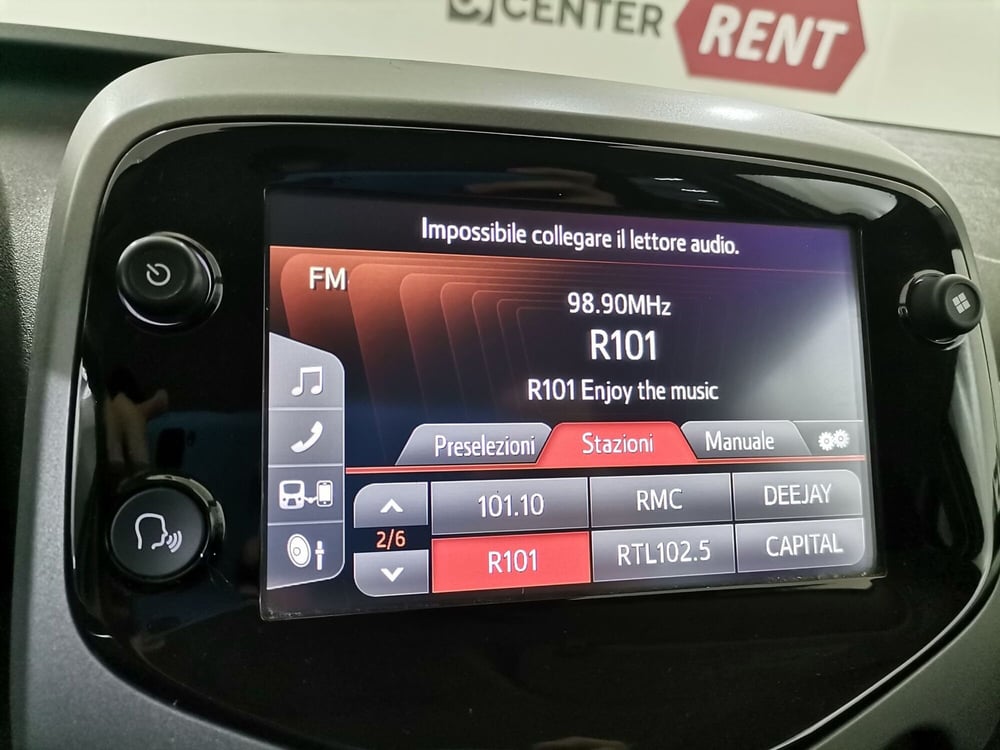 CENTER
RENT
Impossibile collegare il lettore audio.
FM
98.90MHz
R101
R101 Enjoy the music
Preselezioni Stazioni Manuale
101.10 RMC DEEJAY
2/6
R101 RTL102.5 CAPITAL